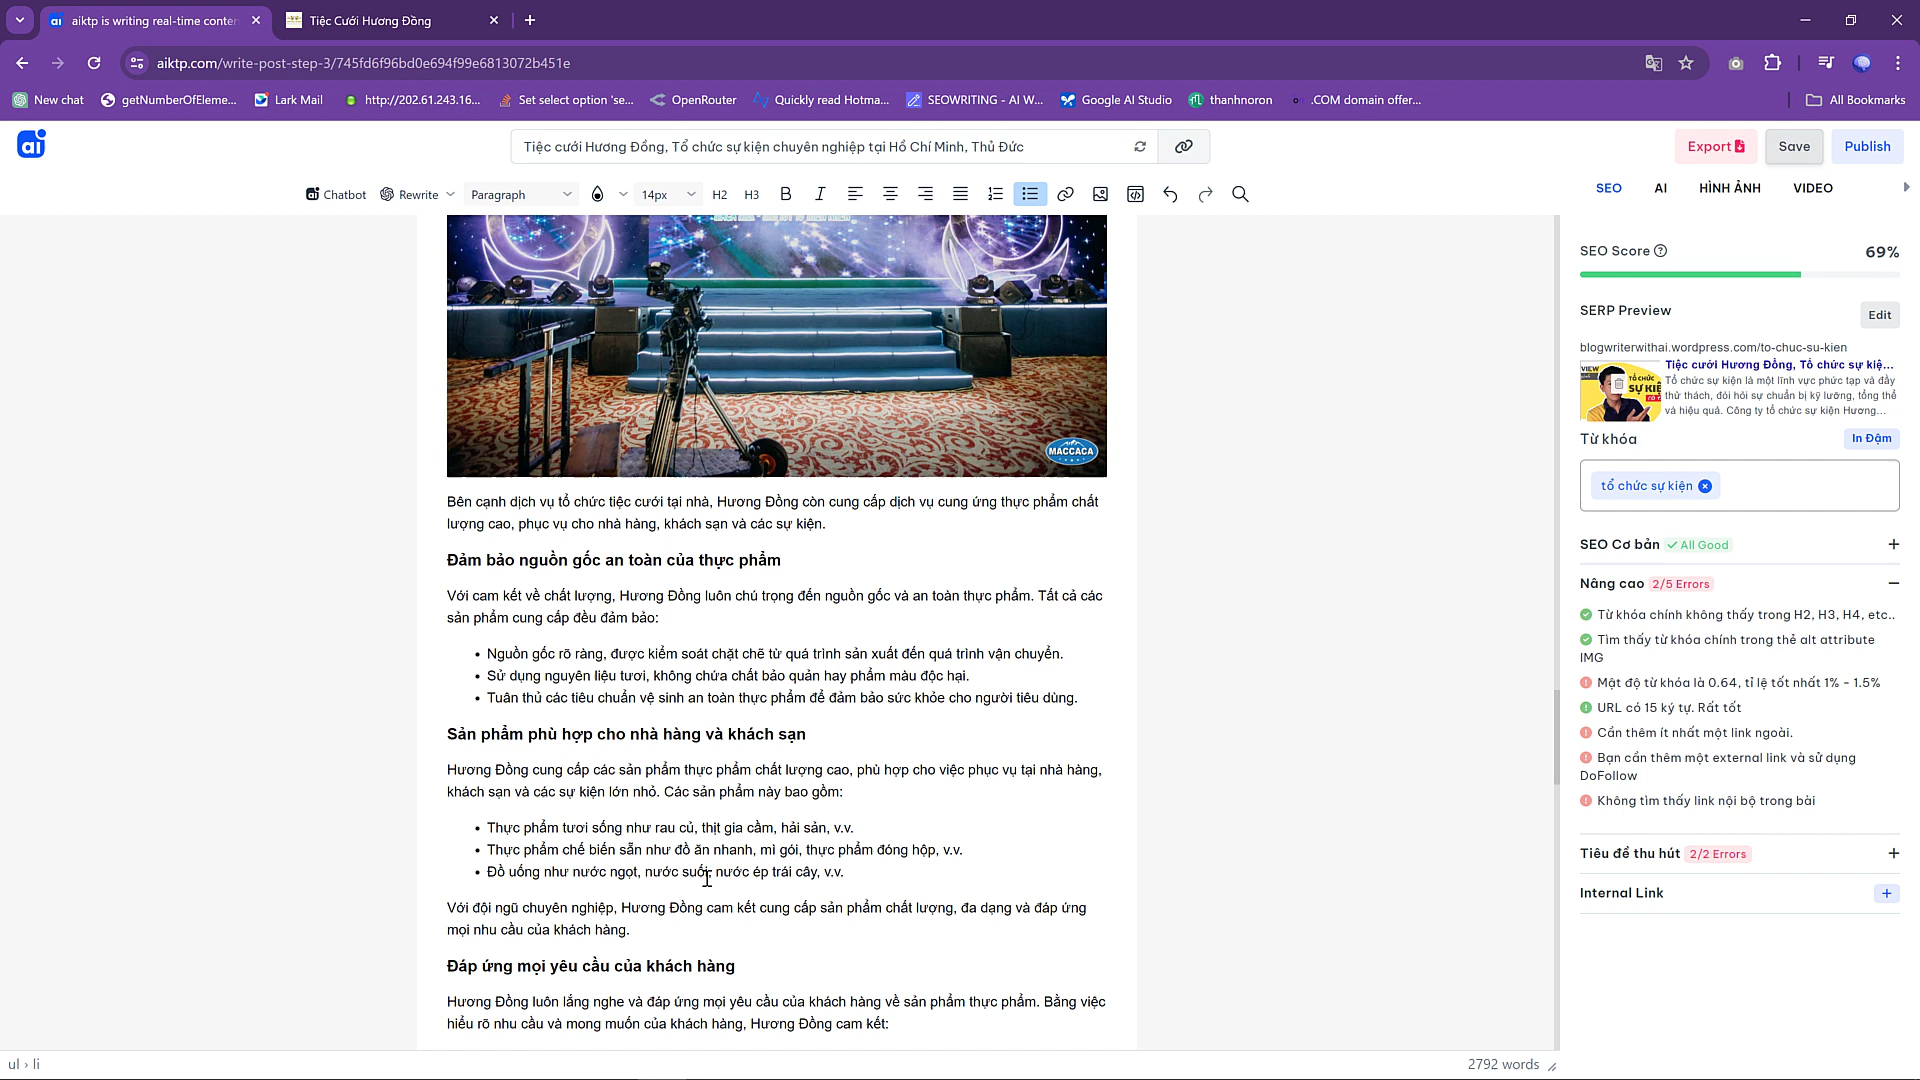 aiktp is writing real-time conten
Tiệc Cưới Hương Đồng
aiktp.com/write-post-step-3/745fd6f96bd0e694f99e6813072b451e
New chat
getNumberOfEleme...
Lark Mail
http://202.61.243.16...
Set select option 'se...
OpenRouter
Quickly read Hotma...
SEOWRITING - AI W...
Google AI Studio
thanhnoron
.COM domain offer...
All Bookmarks
ai
Tiệc cưới Hương Đồng, Tổ chức sự kiện chuyên nghiệp tại Hồ Chí Minh, Thủ Đức
Export
Save
Publish
Chatbot
Rewrite
Paragraph
14px
H2
H3
B
I
SEO
AI
HÌNH ẢNH
VIDEO
MACCACA
Bên cạnh dịch vụ tổ chức tiệc cưới tại nhà, Hương Đồng còn cung cấp dịch vụ cung ứng thực phẩm chất
lượng cao, phục vụ cho nhà hàng, khách sạn và các sự kiện.
Đảm bảo nguồn gốc an toàn của thực phẩm
Với cam kết về chất lượng, Hương Đồng luôn chú trọng đến nguồn gốc và an toàn thực phẩm. Tất cả các
sản phẩm cung cấp đều đảm bảo:
• Nguồn gốc rõ ràng, được kiểm soát chặt chẽ từ quá trình sản xuất đến quá trình vận chuyển.
• Sử dụng nguyên liệu tươi, không chứa chất bảo quản hay phẩm màu độc hại.
• Tuân thủ các tiêu chuẩn vệ sinh an toàn thực phẩm để đảm bảo sức khỏe cho người tiêu dùng.
Sản phẩm phù hợp cho nhà hàng và khách sạn
Hương Đồng cung cấp các sản phẩm thực phẩm chất lượng cao, phù hợp cho việc phục vụ tại nhà hàng,
khách sạn và các sự kiện lớn nhỏ. Các sản phẩm này bao gồm:
• Thực phẩm tươi sống như rau củ, thịt gia cầm, hải sản, v.v.
• Thực phẩm chế biến sẵn như đồ ăn nhanh, mì gói, thực phẩm đóng hộp, v.v.
• Đồ uống như nước ngọt, nước suối, nước ép trái cây, v.v.
Với đội ngũ chuyên nghiệp, Hương Đồng cam kết cung cấp sản phẩm chất lượng, đa dạng và đáp ứng
mọi nhu cầu của khách hàng.
Đáp ứng mọi yêu cầu của khách hàng
Hương Đồng luôn lắng nghe và đáp ứng mọi yêu cầu của khách hàng về sản phẩm thực phẩm. Bằng việc
hiểu rõ nhu cầu và mong muốn của khách hàng, Hương Đồng cam kết:
SEO Score
69%
SERP Preview
Edit
blogwriterwithai.wordpress.com/to-chuc-su-kien
VIEW
TỔ CHỨC
SỰ KIỆ
Tiệc cưới Hương Đồng, Tổ chức sự kiệ...
Tổ chức sự kiện là một lĩnh vực phức tạp và đầy
thử thách, đòi hỏi sự chuẩn bị kỹ lưỡng, tổng thể
và hiệu quả. Công ty tổ chức sự kiện Hương...
Từ khóa
In Đậm
tổ chức sự kiện
SEO Cơ bản
All Good
Nâng cao
2/5 Errors
Từ khóa chính không thấy trong H2, H3, H4, etc..
Tìm thấy từ khóa chính trong thẻ alt attribute
IMG
Mật độ từ khóa là 0.64, tỉ lệ tốt nhất 1% - 1.5%
URL có 15 ký tự. Rất tốt
Cần thêm ít nhất một link ngoài.
Bạn cần thêm một external link và sử dụng
DoFollow
Không tìm thấy link nội bộ trong bài
Tiêu đề thu hút
2/2 Errors
Internal Link
ul › li
2792 words